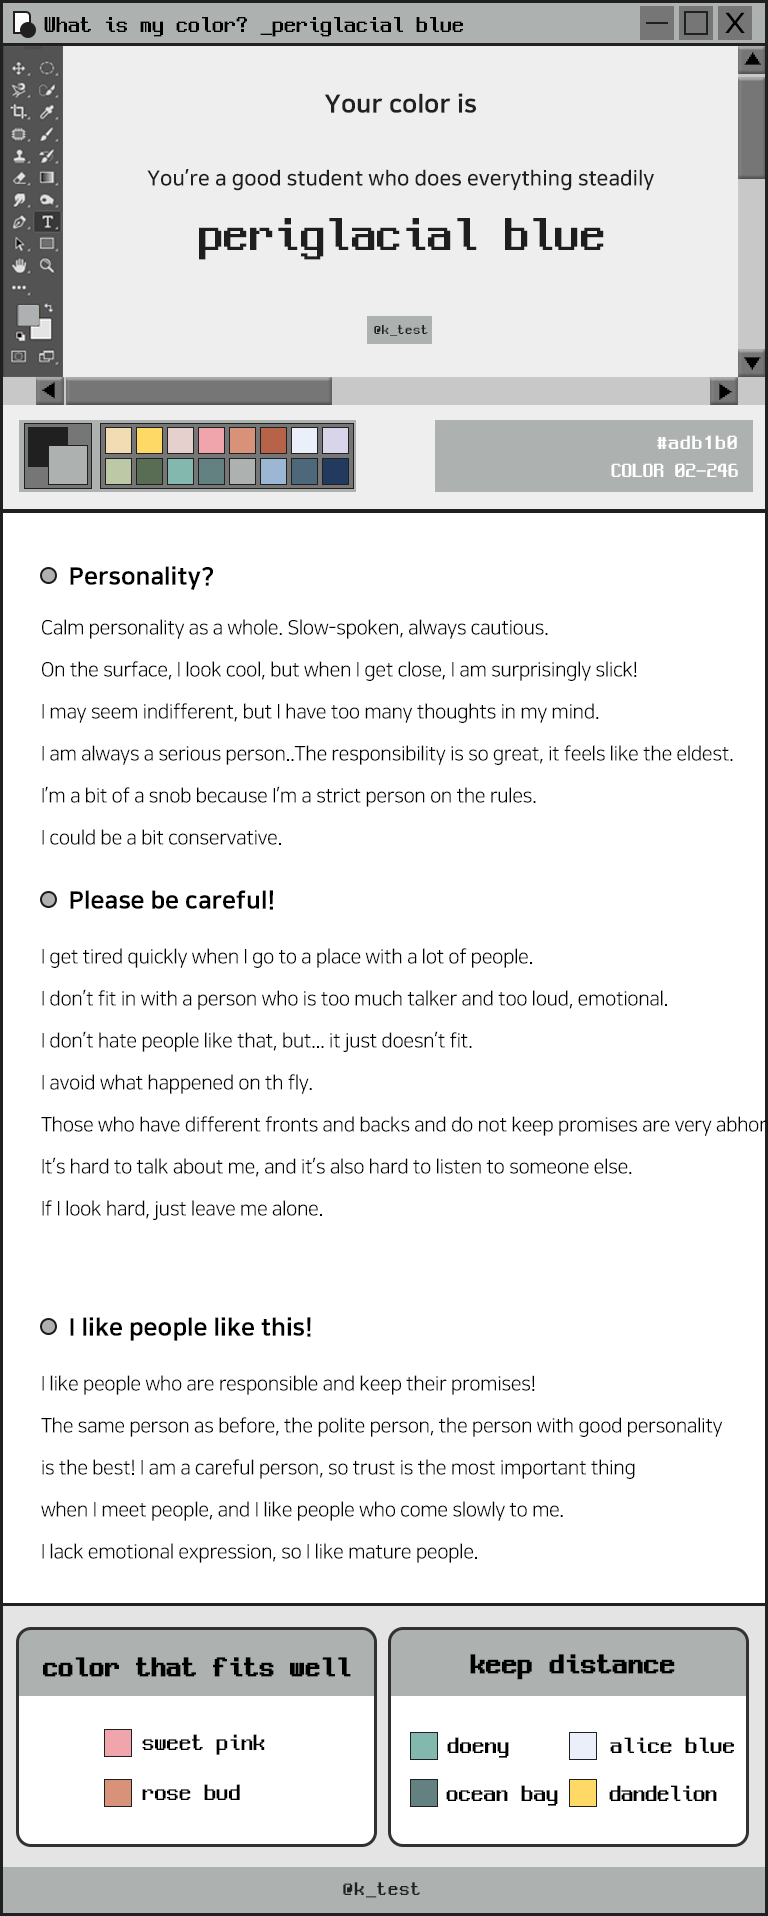 What is my color? _periglacial blue
Your color is
You're a good student who does everything steadily
periglacial blue
@k_test
#adb1b0
COLOR 02-246
Personality?
Calm personality as a whole. Slow-spoken, always cautious.
On the surface, I look cool, but when I get close, I am surprisingly slick!
I may seem indifferent, but I have too many thoughts in my mind.
I am always a serious person..The responsibility is so great, it feels like the eldest.
I'm a bit of a snob because I'm a strict person on the rules.
I could be a bit conservative.
Please be careful!
I get tired quickly when I go to a place with a lot of people.
I don't fit in with a person who is too much talker and too loud, emotional.
I don't hate people like that, but... it just doesn't fit.
I avoid what happened on th fly.
Those who have different fronts and backs and do not keep promises are very abhor
It's hard to talk about me, and it's also hard to listen to someone else.
If I look hard, just leave me alone.
I like people like this!
I like people who are responsible and keep their promises!
The same person as before, the polite person, the person with good personality
is the best! I am a careful person, so trust is the most important thing
when I meet people, and I like people who come slowly to me.
I lack emotional expression, so I like mature people.
color that fits well
sweet pink
rose bud
keep distance
doeny alice blue
ocean bay dandelion
@k_test